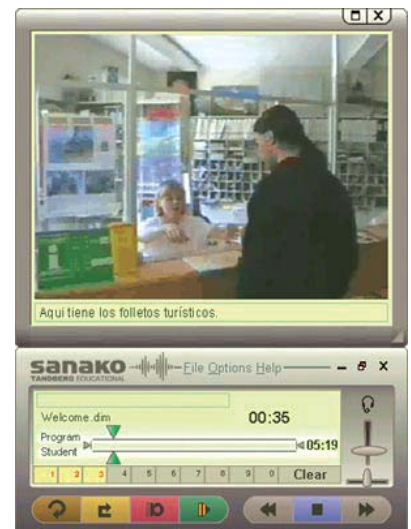 Aquí tiene los folletos turísticos.
sanako
TANDBERG EDUCATIONAL
File Options Help
Welcome.dim 00:35
Program
Student
05:19
1 2 3 4 5 6 7 8 9 0 Clear